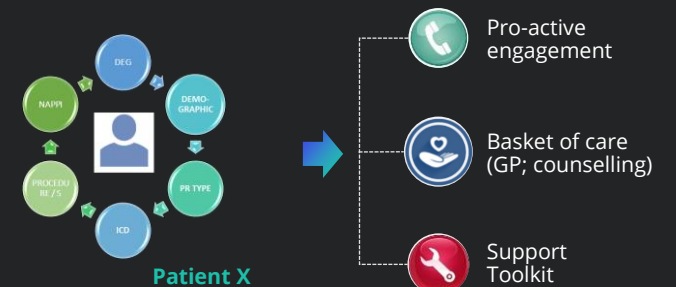 DEG
DEMO-
GRAPHIC
PR TYPE
ICD
PROCEDU
RE / S
NAPPI
Patient X
Pro-active
engagement
Basket of care
(GP; counselling)
Support
Toolkit